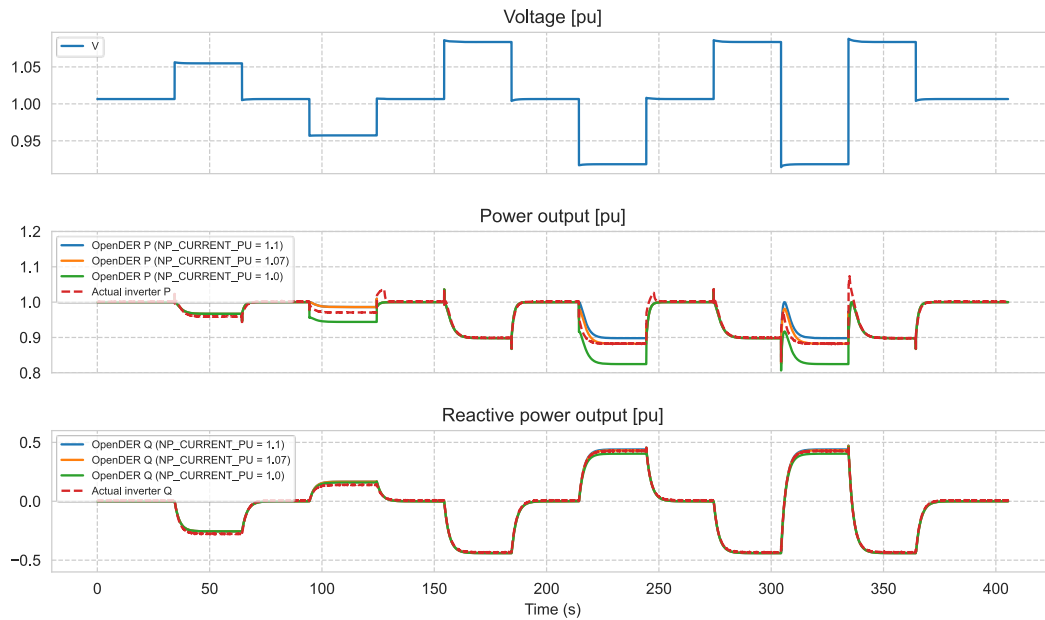 Voltage [pu]
V
1.05
1.00
0.95
Power output [pu]
1.2
1.1
1.0
0.9
0.8
OpenDER P (NP_CURRENT_PU = 1.1)
OpenDER P (NP_CURRENT_PU = 1.07)
OpenDER P (NP_CURRENT_PU = 1.0)
Actual inverter P
Reactive power output [pu]
0.5
0.0
−0.5
OpenDER Q (NP_CURRENT_PU = 1.1)
OpenDER Q (NP_CURRENT_PU = 1.07)
OpenDER Q (NP_CURRENT_PU = 1.0)
Actual inverter Q
0 50 100 150 200 250 300 350 400
Time (s)